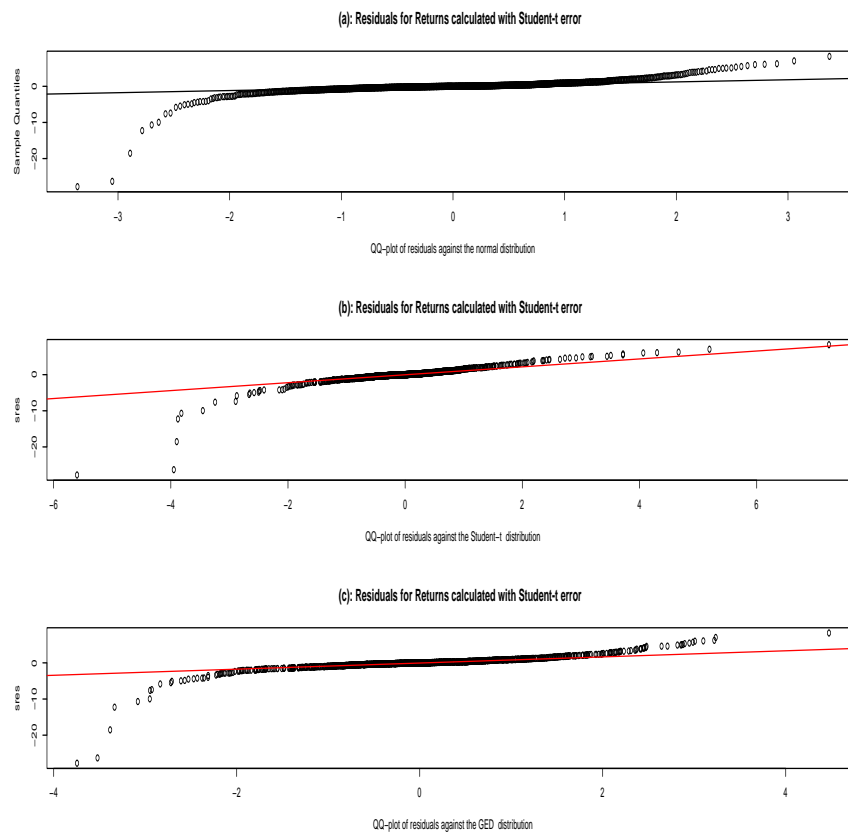 (a): Residuals for Returns calculated with Student-t error
Sample Quantiles
0
−10
−20
−3 −2 −1 0 1 2 3
QQ−plot of residuals against the normal distribution
(b): Residuals for Returns calculated with Student-t error
sres
0
−10
−20
−6 −4 −2 0 2 4 6
QQ−plot of residuals against the Student−t distribution
(c): Residuals for Returns calculated with Student-t error
sres
0
−10
−20
−4 −2 0 2 4
QQ−plot of residuals against the GED distribution